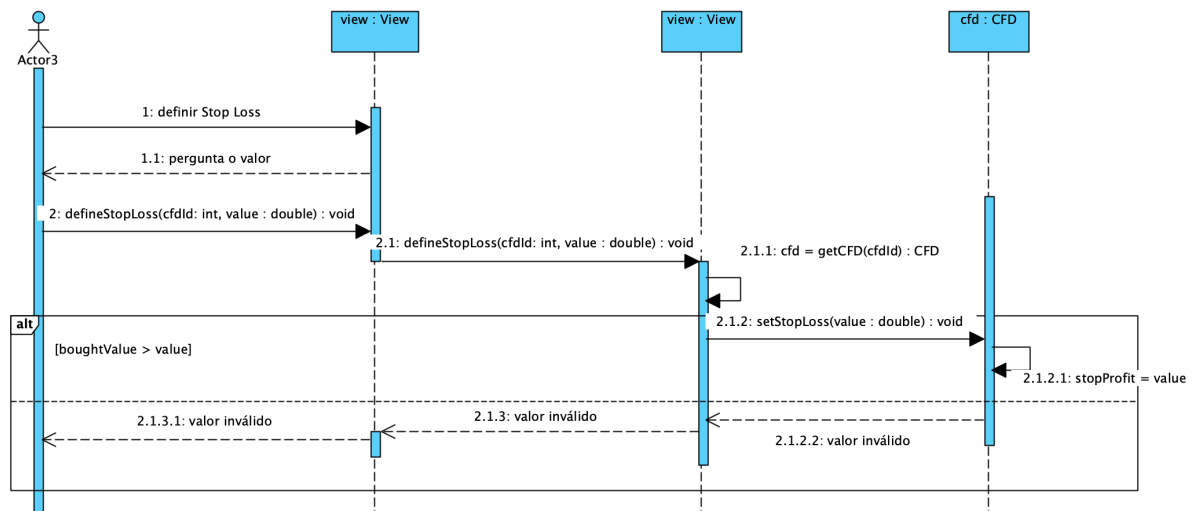 view : View
view : View
cfd : CFD
Actor3
1: definir Stop Loss
1.1: pergunta o valor
2: defineStopLoss(cfdId: int, value : double) : void
2.1: defineStopLoss(cfdId: int, value : double) : void
2.1.1: cfd = getCFD(cfdId) : CFD
alt
2.1.2: setStopLoss(value : double) : void
[boughtValue > value]
2.1.2.1: stopProfit = value
2.1.3.1: valor inválido
2.1.3: valor inválido
2.1.2.2: valor inválido